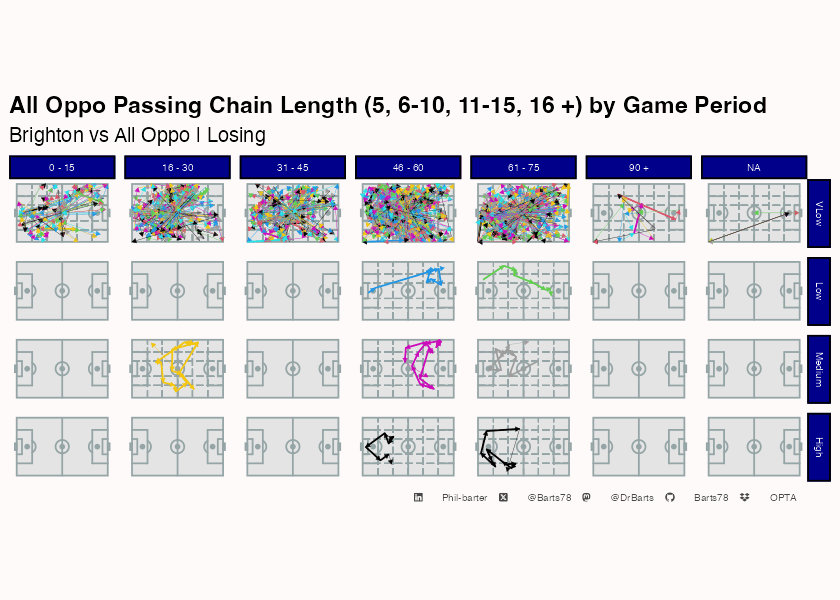 All Oppo Passing Chain Length (5, 6-10, 11-15, 16 +) by Game Period
Brighton vs All Oppo I Losing
0 - 15 16 - 30 31 - 45 46 - 60 61 - 75 90 + NA
V.Low
Low
Medium
High
Phil-barter @Barts78 @DrBarts Barts78 OPTA